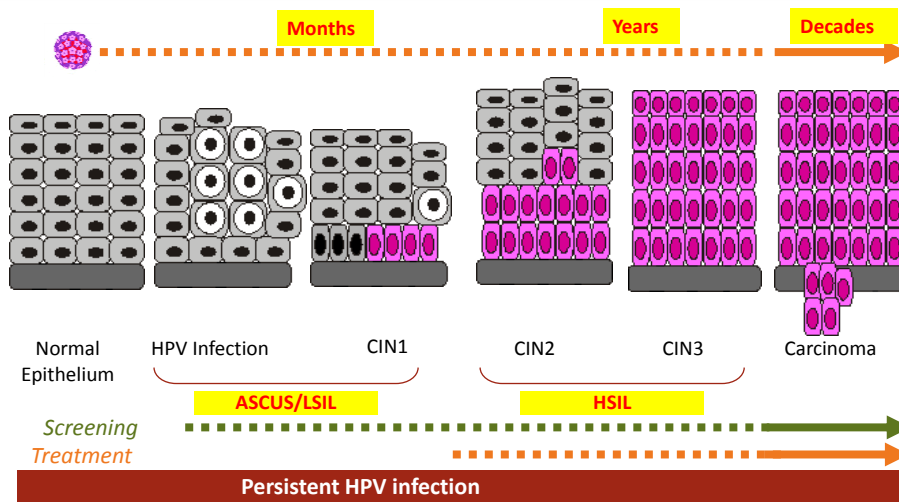 Months
Years
Decades
Normal
Epithelium
HPV Infection
CIN1
CIN2
CIN3
Carcinoma
ASCUS/LSIL
HSIL
Screening
Treatment
Persistent HPV infection